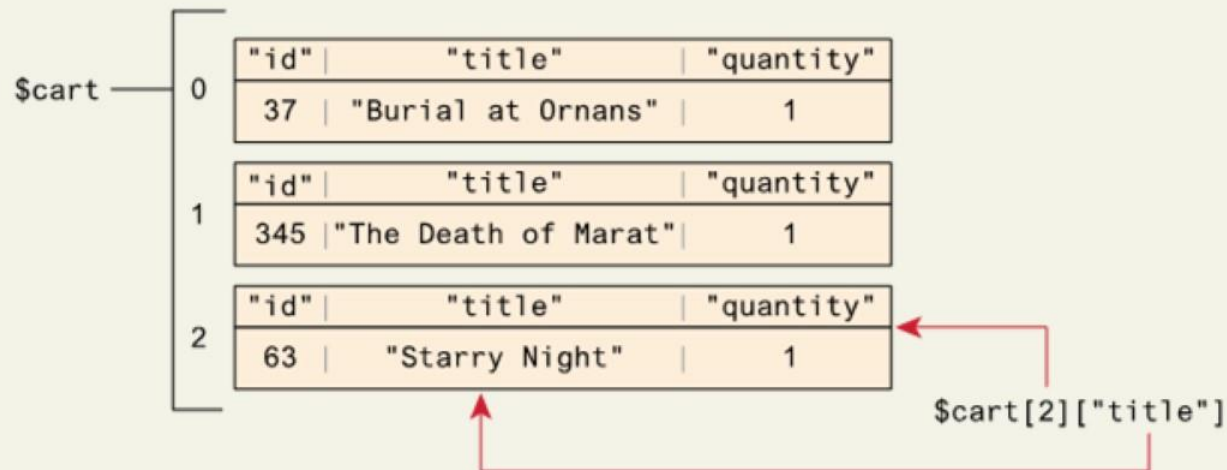 "id" | "title" | "quantity"
$cart 0
37 | "Burial at Ornans" | 1
"id" | "title" | "quantity"
1
345 | "The Death of Marat" | 1
"id" | "title" | "quantity"
2
63 | "Starry Night" | 1
$cart[2]["title"]